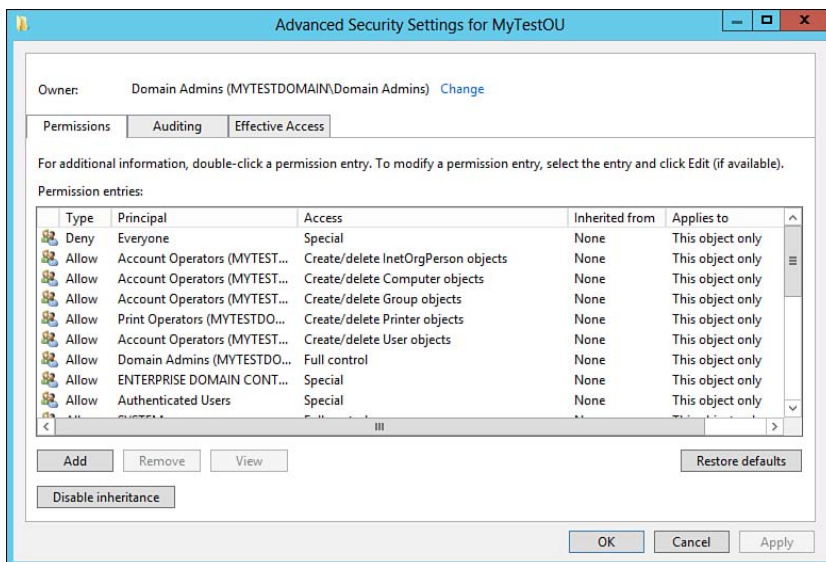 Advanced Security Settings for MyTestOU
Owner: Domain Admins (MYTESTDOMAIN\Domain Admins) Change
Permissions Auditing Effective Access
For additional information, double-click a permission entry. To modify a permission entry, select the entry and click Edit (if available).
Permission entries:
Type Principal Access Inherited from Applies to
Deny Everyone Special None This object only
Allow Account Operators (MYTEST... Create/delete InetOrgPerson objects None This object only
Allow Account Operators (MYTEST... Create/delete Computer objects None This object only
Allow Account Operators (MYTEST... Create/delete Group objects None This object only
Allow Print Operators (MYTESTDO... Create/delete Printer objects None This object only
Allow Account Operators (MYTEST... Create/delete User objects None This object only
Allow Domain Admins (MYTESTDO... Full control None This object only
Allow ENTERPRISE DOMAIN CONT... Special None This object only
Allow Authenticated Users Special None This object only
Add Remove View Restore defaults
Disable inheritance
OK Cancel Apply